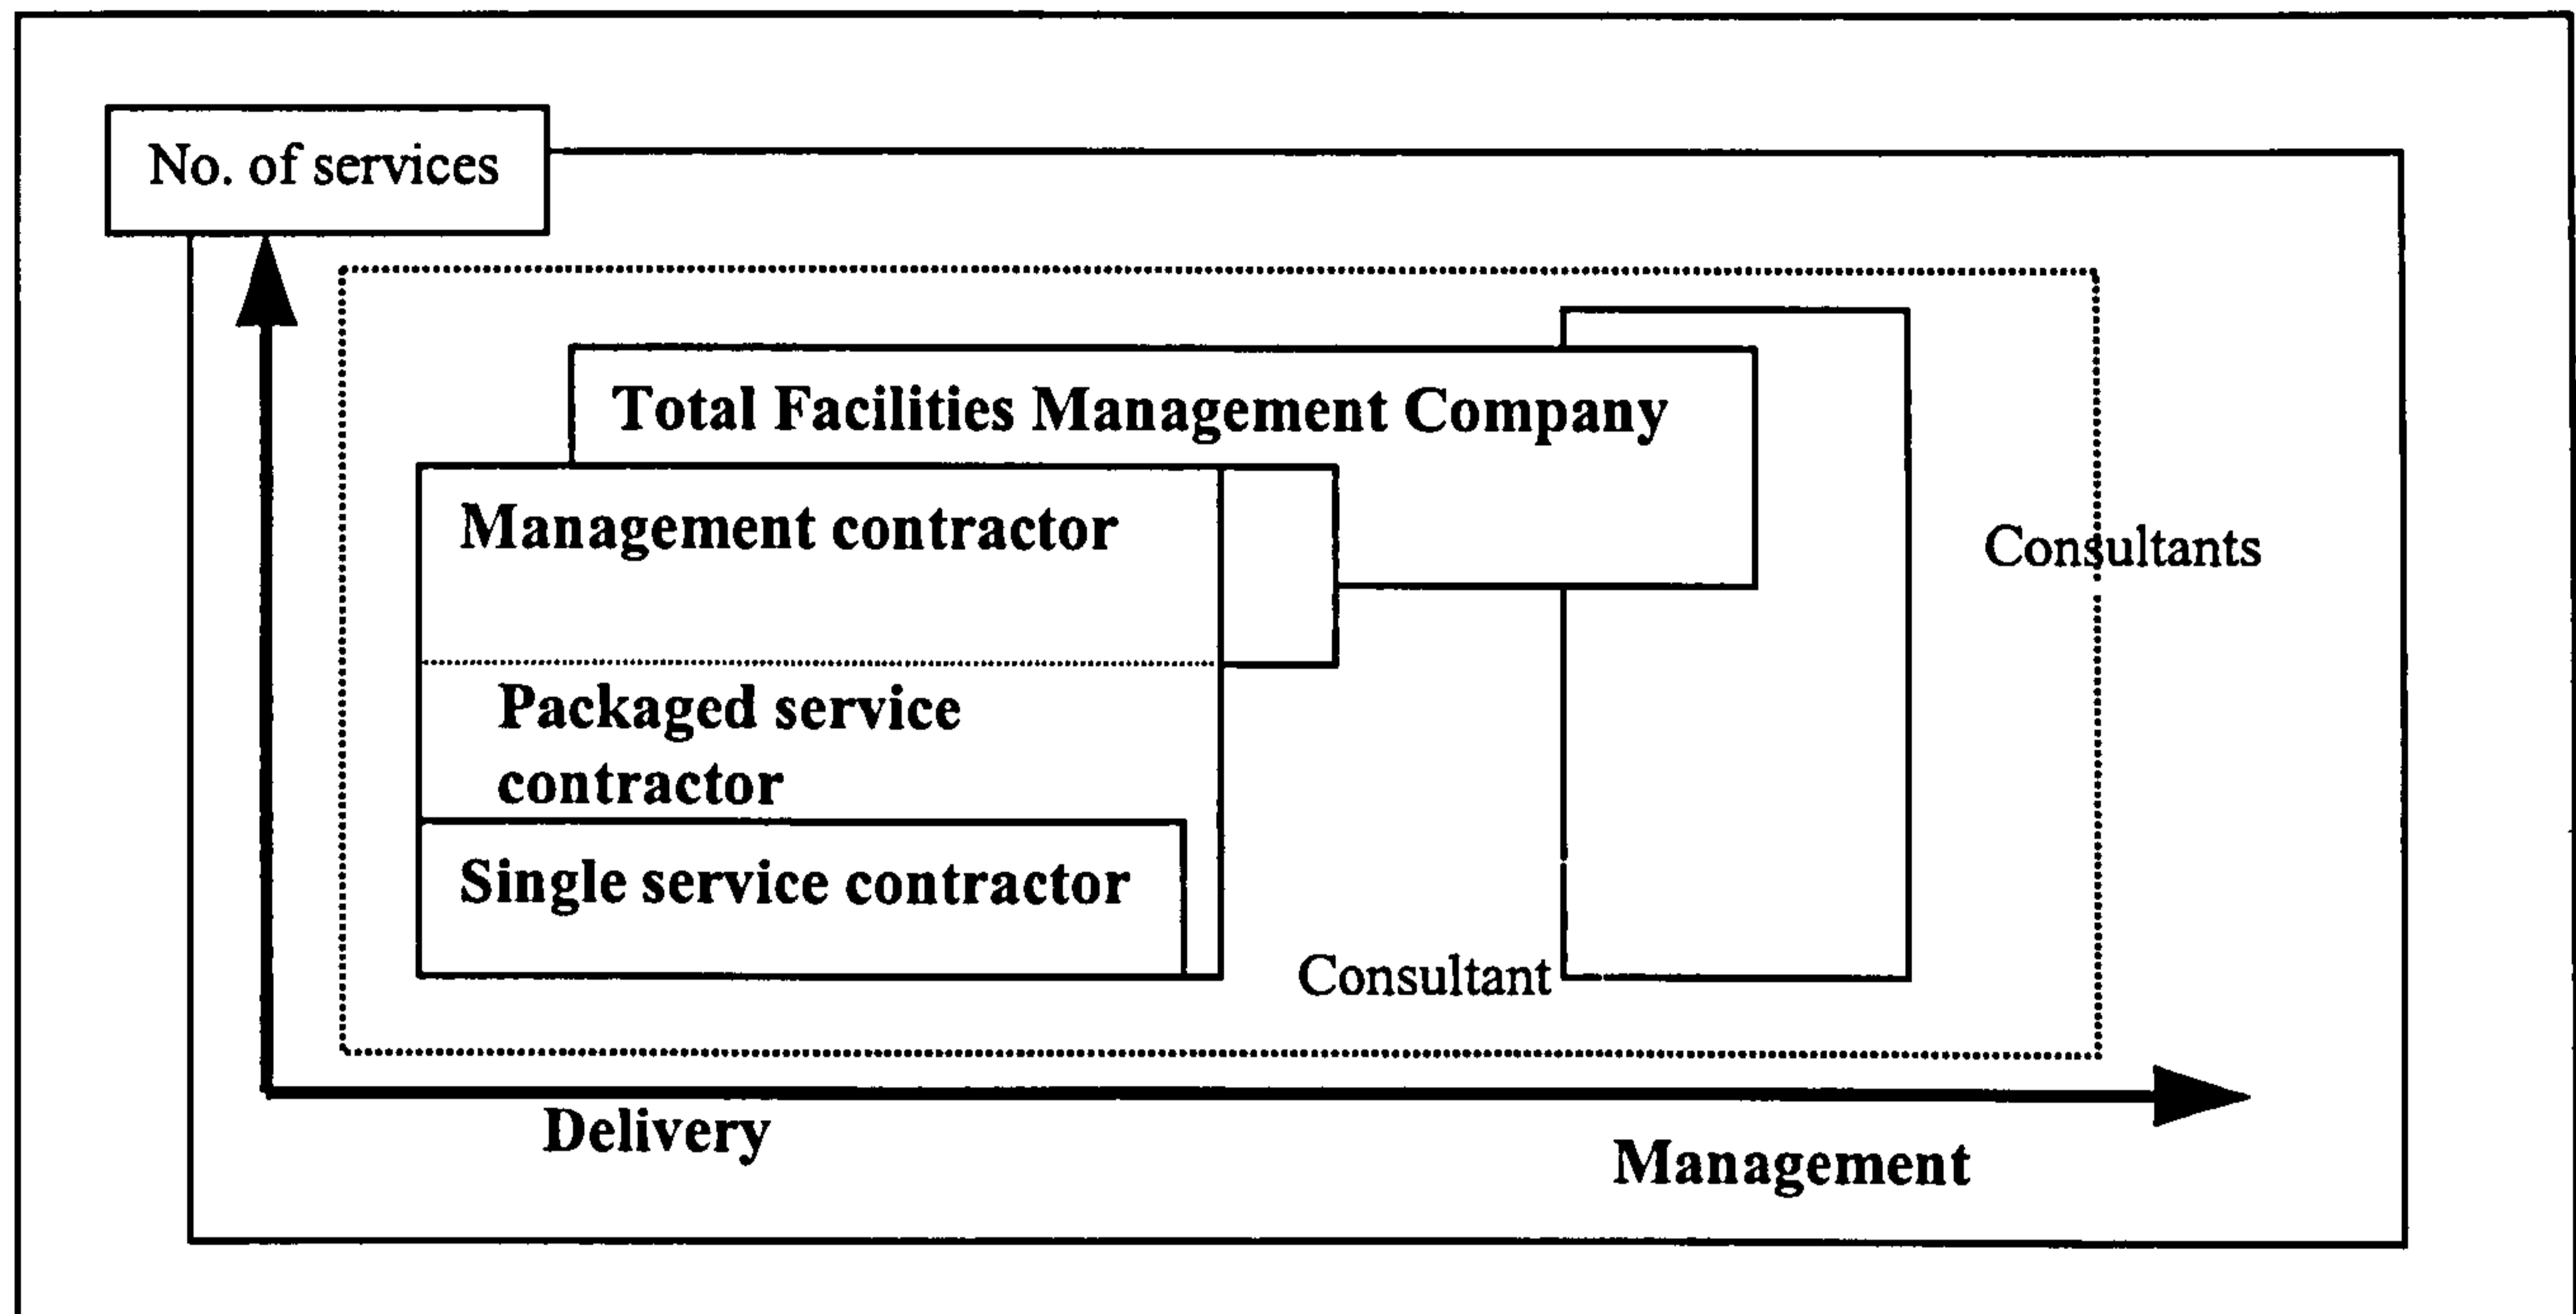 No. of services
Total Facilities Management Company
Management contractor
Consultants
Packaged service
contractor
Single service contractor
Consultant
Delivery
Management